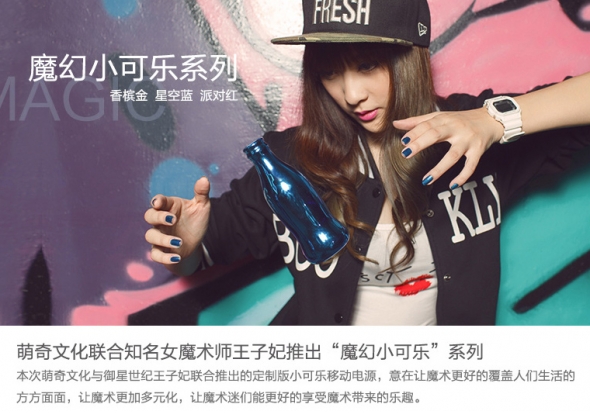 FRESH
魔幻小可乐系列
MAGIC
香槟金 星空蓝 派对红
KLI
萌奇文化联合知名女魔术师王子妃推出“魔幻小可乐”系列
本次萌奇文化与御星世纪王子妃联合推出的定制版小可乐移动电源，意在让魔术更好的覆盖人们生活的
方方面面，让魔术更加多元化，让魔术迷们能更好的享受魔术带来的乐趣。